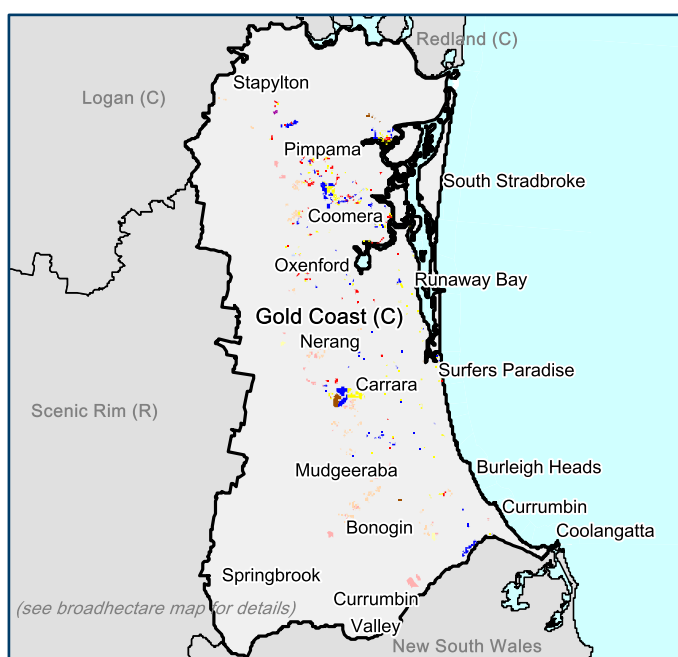 Redland (C)
Stapylton
Logan (C)
Pimpama
South Stradbroke
Coomera
Oxenford
Runaway Bay
Gold Coast (C)
Nerang
Surfers Paradise
Carrara
Scenic Rim (R)
Mudgeeraba
Burleigh Heads
Currumbin
Bonogin
Coolangatta
Springbrook
Currumbin
Valley
(see broadhectare map for details)
New South Wales